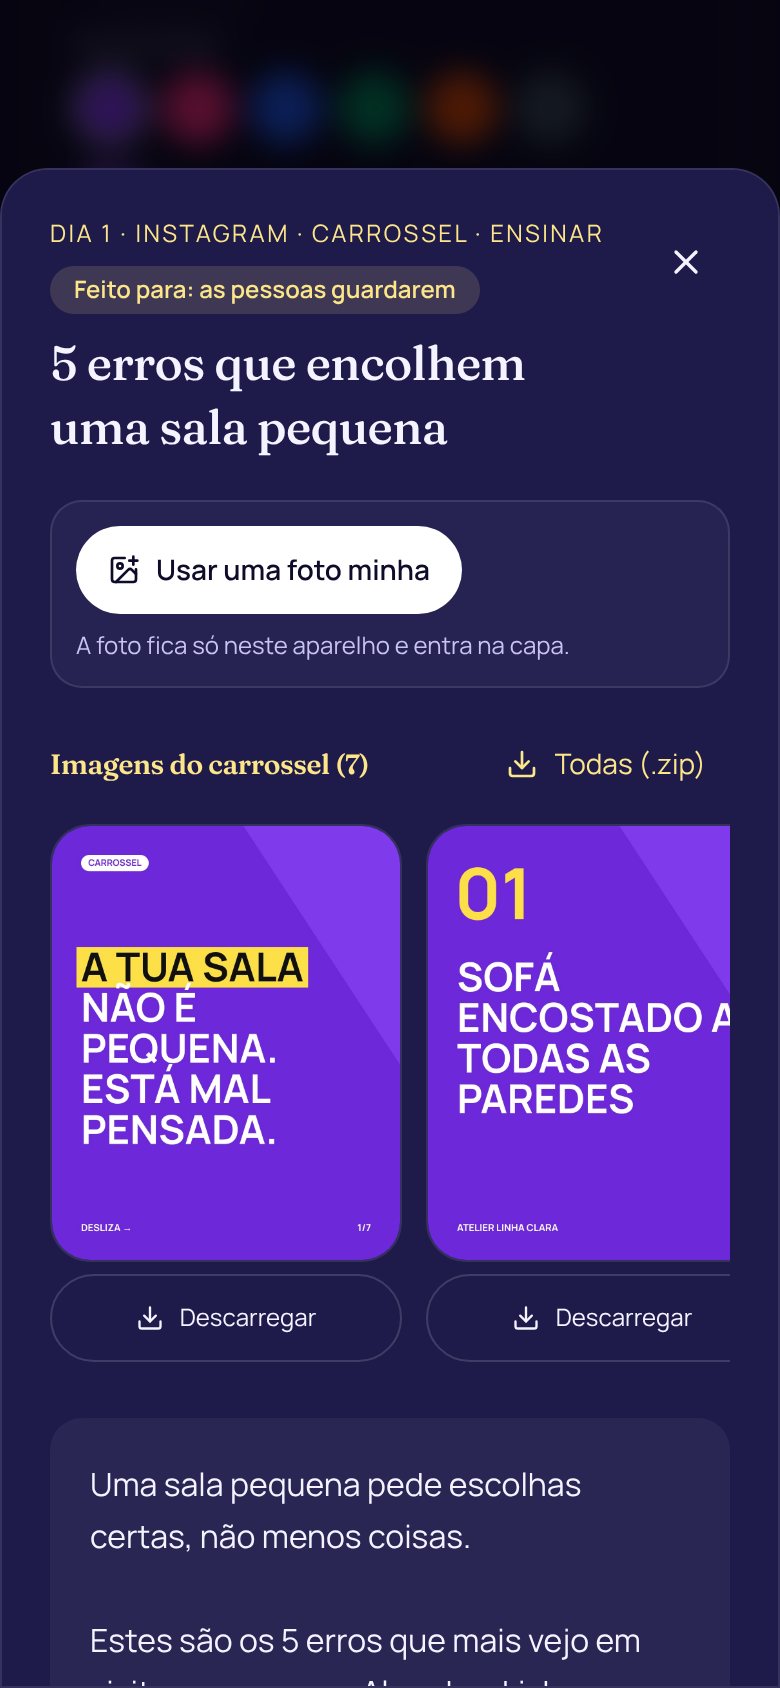 DIA 1 · INSTAGRAM · CARROSSEL · ENSINAR
Feito para: as pessoas guardarem
5 erros que encolhem
uma sala pequena
Usar uma foto minha
A foto fica só neste aparelho e entra na capa.
Imagens do carrossel (7)
Todas (.zip)
CARROSSEL
A TUA SALA
NÃO É
PEQUENA.
ESTÁ MAL
PENSADA.
DESLIZA →
1/7
01
SOFÁ
ENCOSTADO A
TODAS AS
PAREDES
ATELIER LINHA CLARA
Descarregar
Descarregar
Uma sala pequena pede escolhas
certas, não menos coisas.
Estes são os 5 erros que mais vejo em